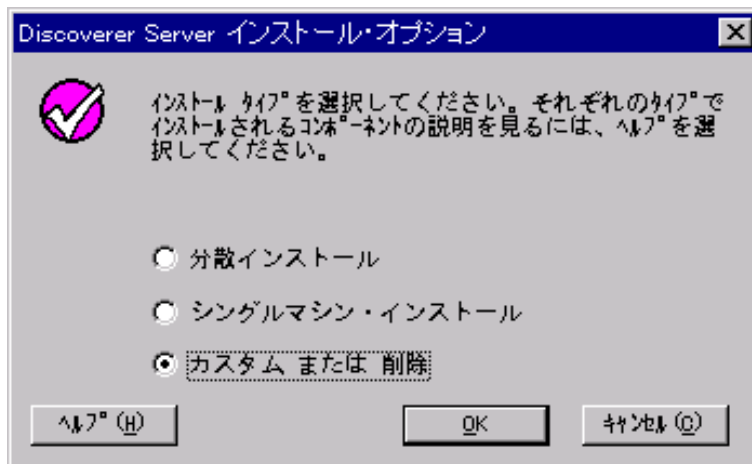 Discoverer Server インストール・オプション
ｲﾝｽﾄｰﾙ ﾀｲﾌﾟを選択してください。それぞれのﾀｲﾌﾟで
ｲﾝｽﾄｰﾙされるｺﾝﾎﾟｰﾈﾝﾄの説明を見るには、ﾍﾙﾌﾟを選
択してください。
分散インストール
シングルマシン・インストール
カスタム または 削除
ﾍﾙﾌﾟ(H)
OK
ｷｬﾝｾﾙ(C)